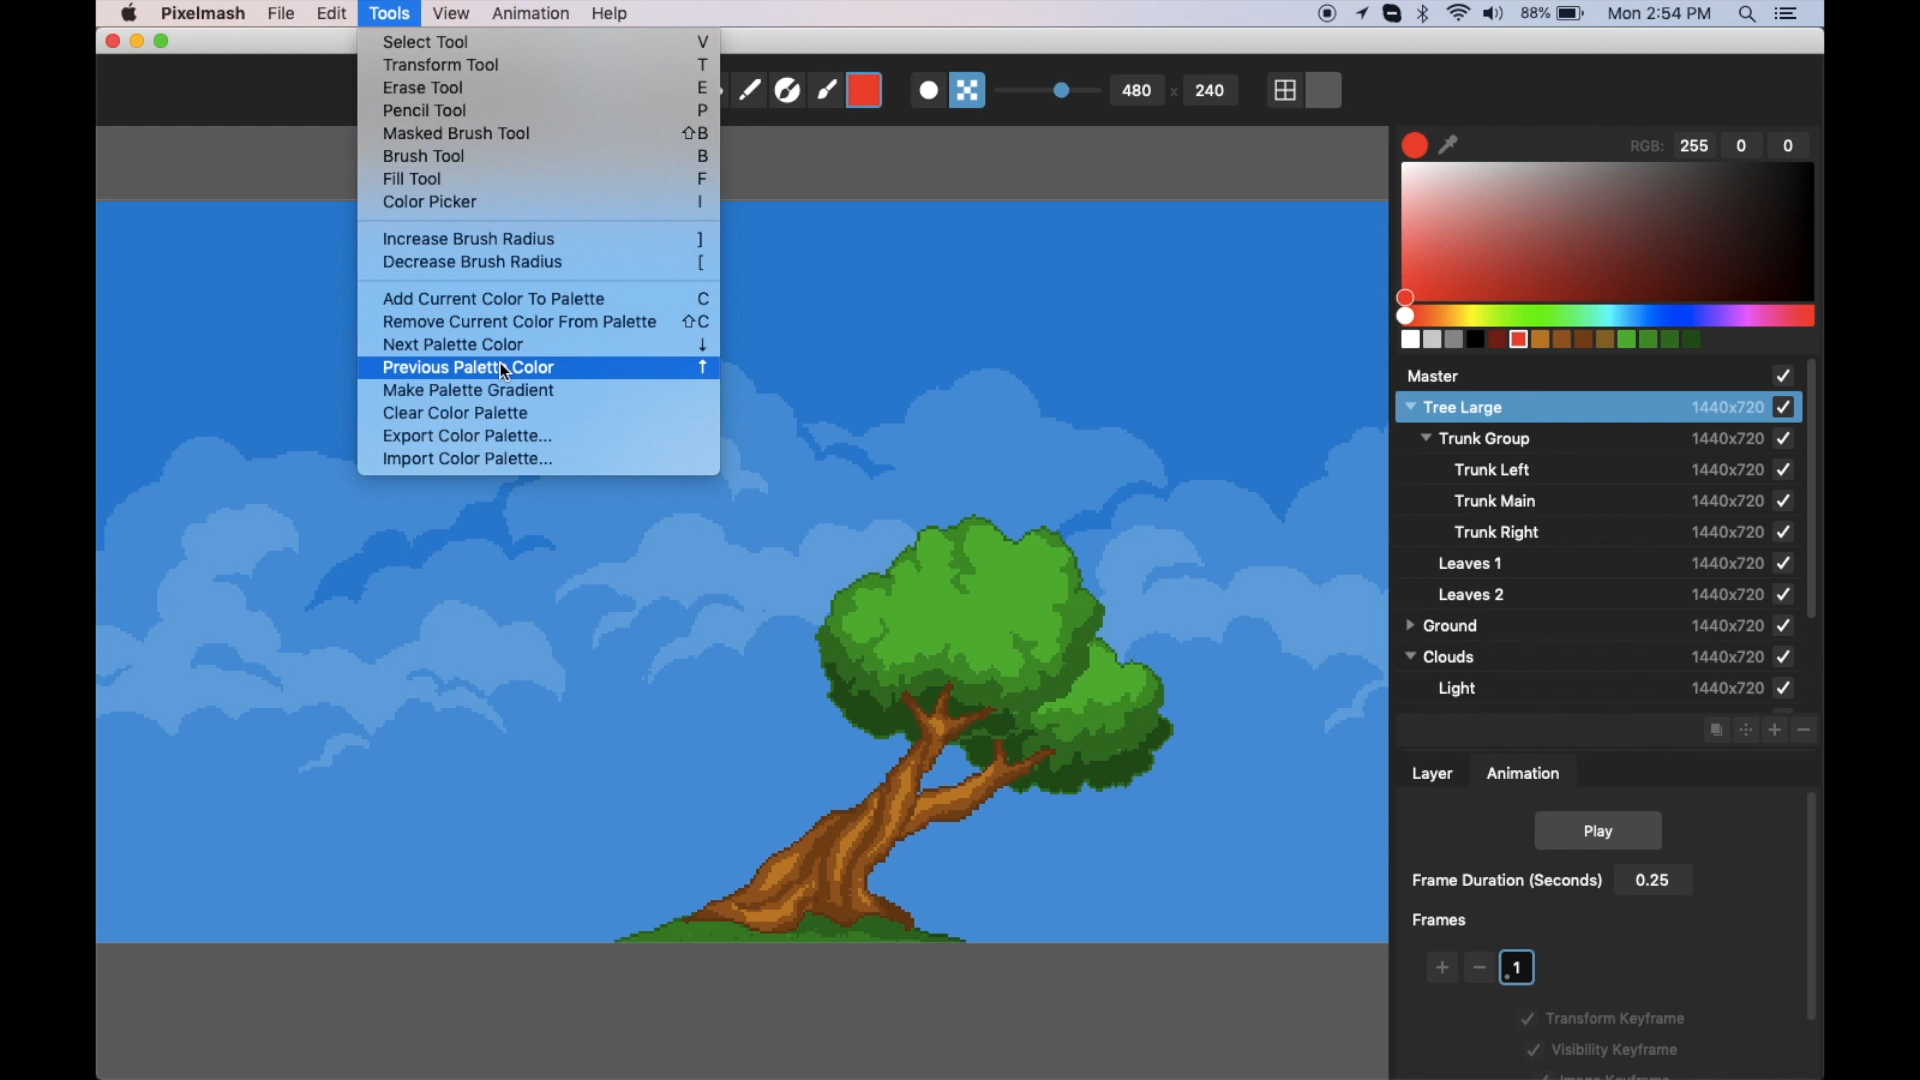 Pixelmash File Edit Tools View Animation Help 88% Mon 2:54 PM
Select Tool V
Transform Tool T
Erase Tool E
Pencil Tool P
Masked Brush Tool ⇧B
Brush Tool B
Fill Tool F
Color Picker I
Increase Brush Radius ]
Decrease Brush Radius [
Add Current Color To Palette C
Remove Current Color From Palette ⇧C
Next Palette Color ↓
Previous Palette Color ↑
Make Palette Gradient
Clear Color Palette
Export Color Palette...
Import Color Palette...
480 x 240
RGB: 255 0 0
Master
Tree Large 1440x720
Trunk Group 1440x720
Trunk Left 1440x720
Trunk Main 1440x720
Trunk Right 1440x720
Leaves 1 1440x720
Leaves 2 1440x720
Ground 1440x720
Clouds 1440x720
Light 1440x720
Layer Animation
Play
Frame Duration (Seconds) 0.25
Frames
1
Transform Keyframe
Visibility Keyframe